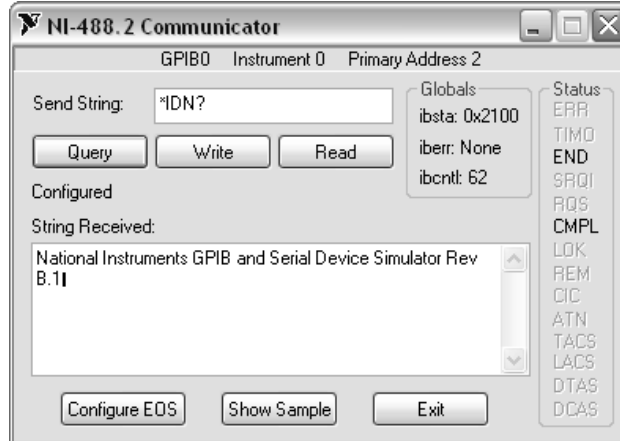 NI-488.2 Communicator
GPIB0 Instrument 0 Primary Address 2
Send String: *IDN?
Query Write Read
Configured
String Received:
National Instruments GPIB and Serial Device Simulator Rev
B.1
Configure EOS Show Sample Exit
Globals
ibsta: 0x2100
iberr: None
ibcntl: 62
Status
ERR
TIMO
END
SRQI
RQS
CMPL
LOK
REM
CIC
ATN
TACS
LACS
DTAS
DCAS